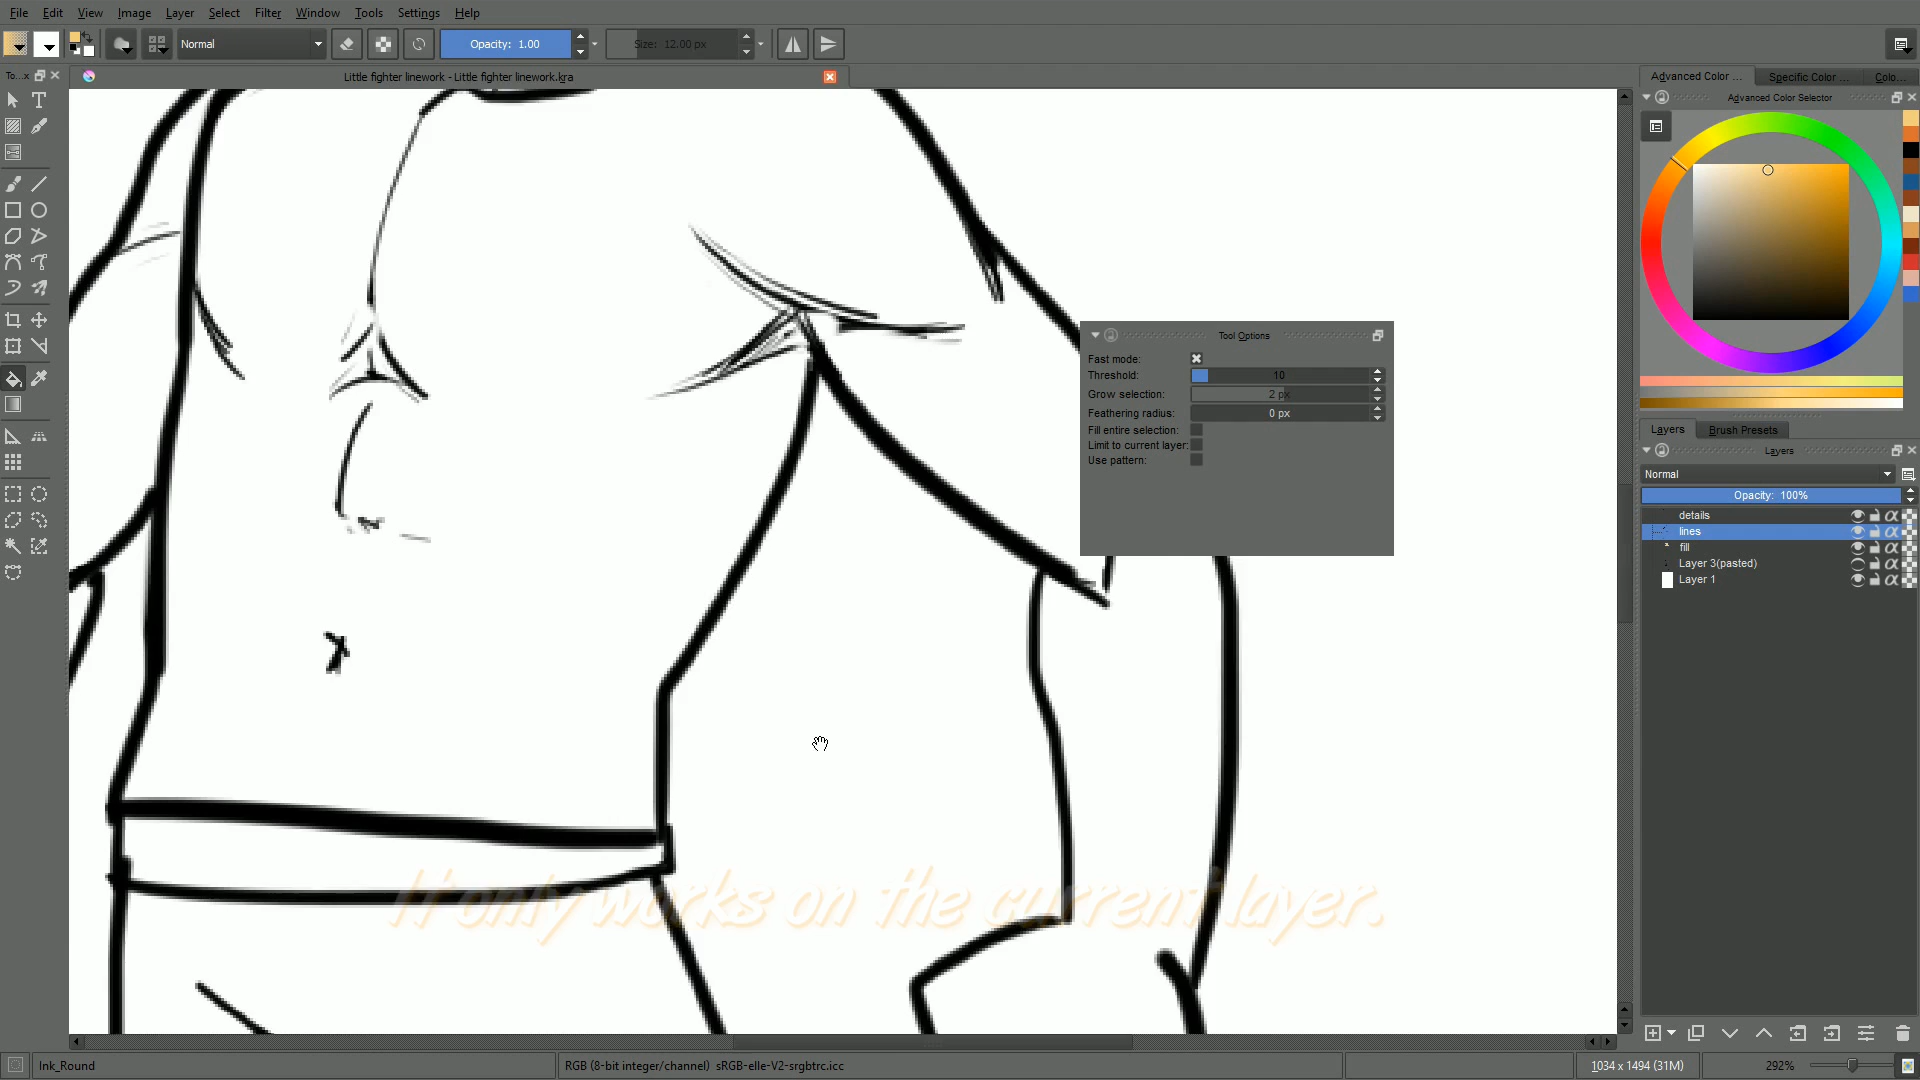 File Edit View Image Layer Select Filter Window Tools Settings Help
Normal Opacity: 1.00 Size: 12.00 px
To...x Little fighter linework - Little fighter linework.kra Advanced Color ... Specific Color ... Colo...
Advanced Color Selector
Tool Options
Fast mode:
Threshold: 10
Grow selection: 2 px
Feathering radius: 0 px
Fill entire selection:
Limit to current layer:
Use pattern:
Layers Brush Presets
Layers
Normal
Opacity: 100%
details
lines
fill
Layer 3(pasted)
Layer 1
It only works on the current layer.
Ink_Round RGB (8-bit integer/channel) sRGB-elle-V2-srgbtrc.icc 1034 x 1494 (31M) 292%